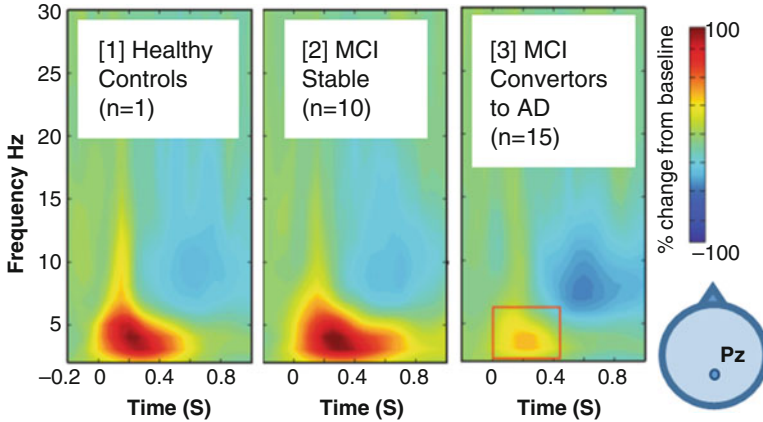 30
25
20
15
10
5
Frequency Hz
[1] Healthy
Controls
(n=1)
[2] MCI
Stable
(n=10)
[3] MCI
Convertors
to AD
(n=15)
100
% change from baseline
−100
Pz
−0.2 0 0.4 0.8
0 0.4 0.8
0 0.4 0.8
Time (S)
Time (S)
Time (S)